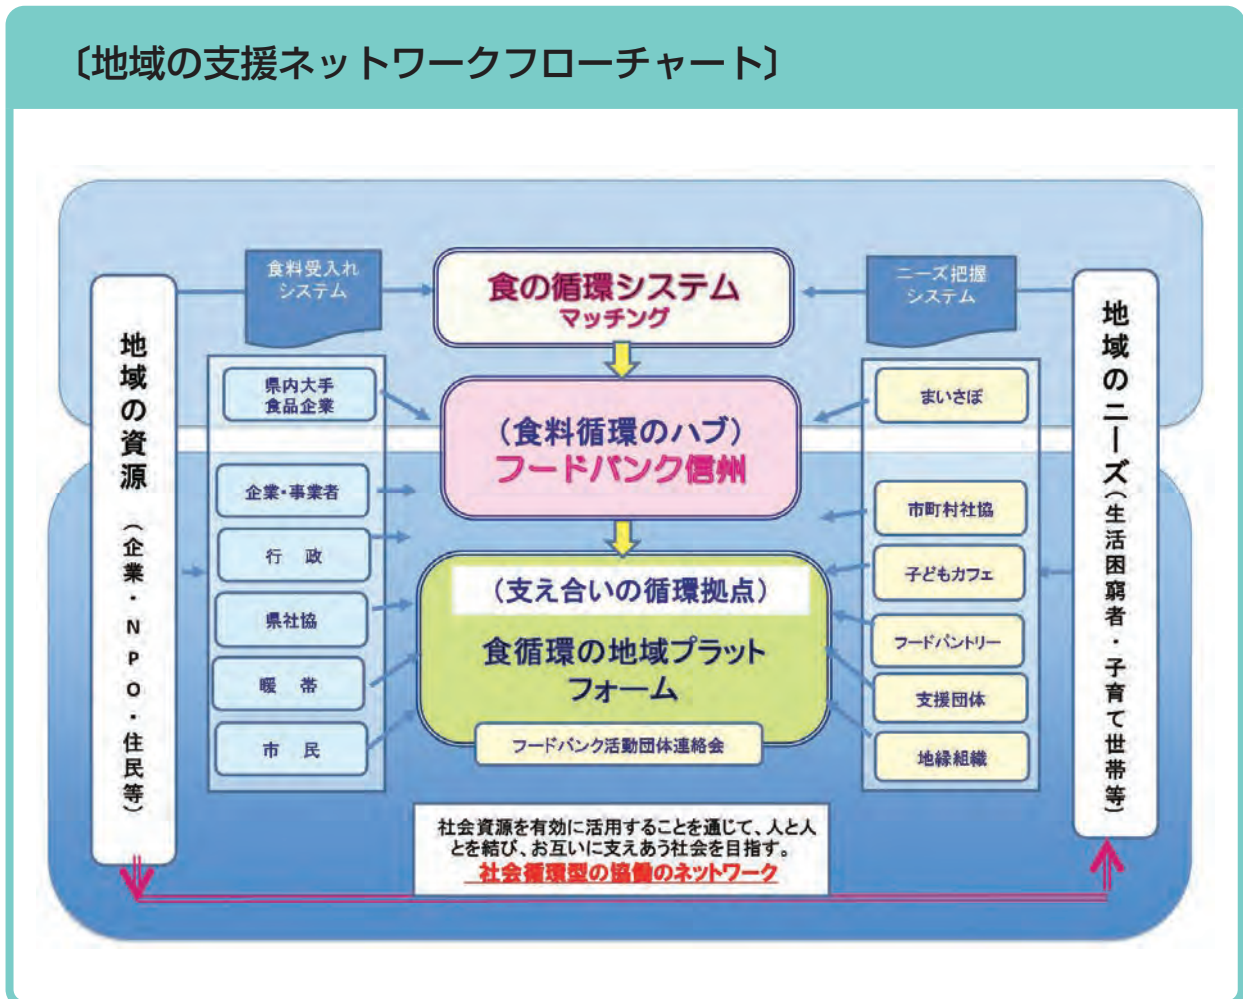 〔地域の支援ネットワークフローチャート〕
食料受入れ
システム
食の循環システム
マッチング
ニーズ把握
システム
地域の資源（企業・NPO・住民等）
県内大手
食品企業
企業・事業者
行　政
県社協
暖　帯
市　民
（食料循環のハブ）
フードバンク信州
（支え合いの循環拠点）
食循環の地域プラット
フォーム
フードバンク活動団体連絡会
まいさぽ
市町村社協
子どもカフェ
フードパントリー
支援団体
地縁組織
地域のニーズ（生活困窮者・子育て世帯等）
社会資源を有効に活用することを通じて、人と人
とを結び、お互いに支えあう社会を目指す。
社会循環型の協働のネットワーク